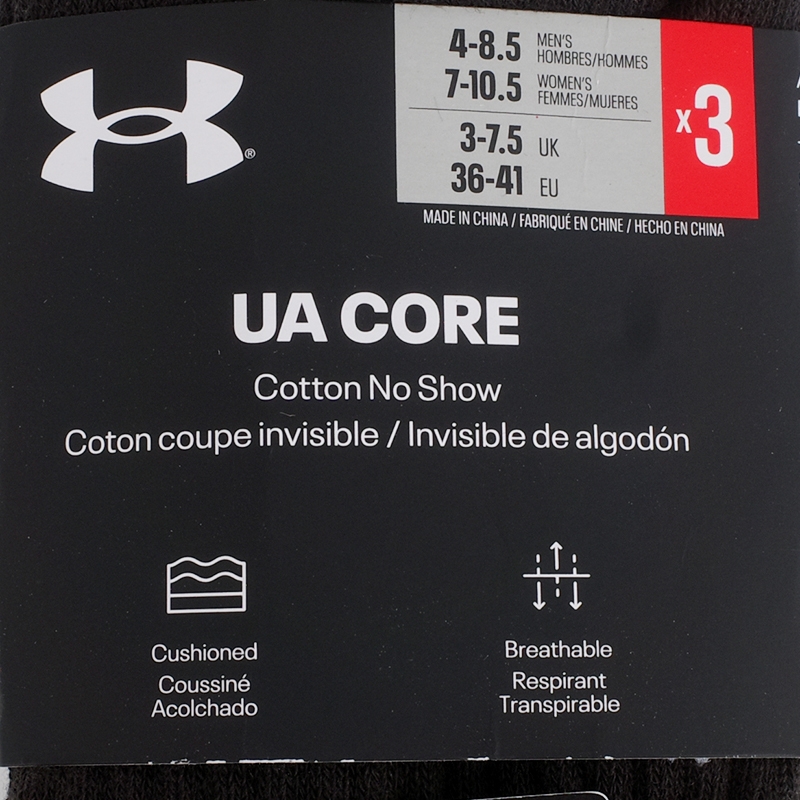 4-8.5 MEN'S
HOMBRES/HOMMES
7-10.5 WOMEN'S
FEMMES/MUJERES
3-7.5 UK
36-41 EU
x3
MADE IN CHINA / FABRIQUÉ EN CHINE / HECHO EN CHINA
®
UA CORE
Cotton No Show
Coton coupe invisible / Invisible de algodón
Cushioned
Coussiné
Acolchado
Breathable
Respirant
Transpirable